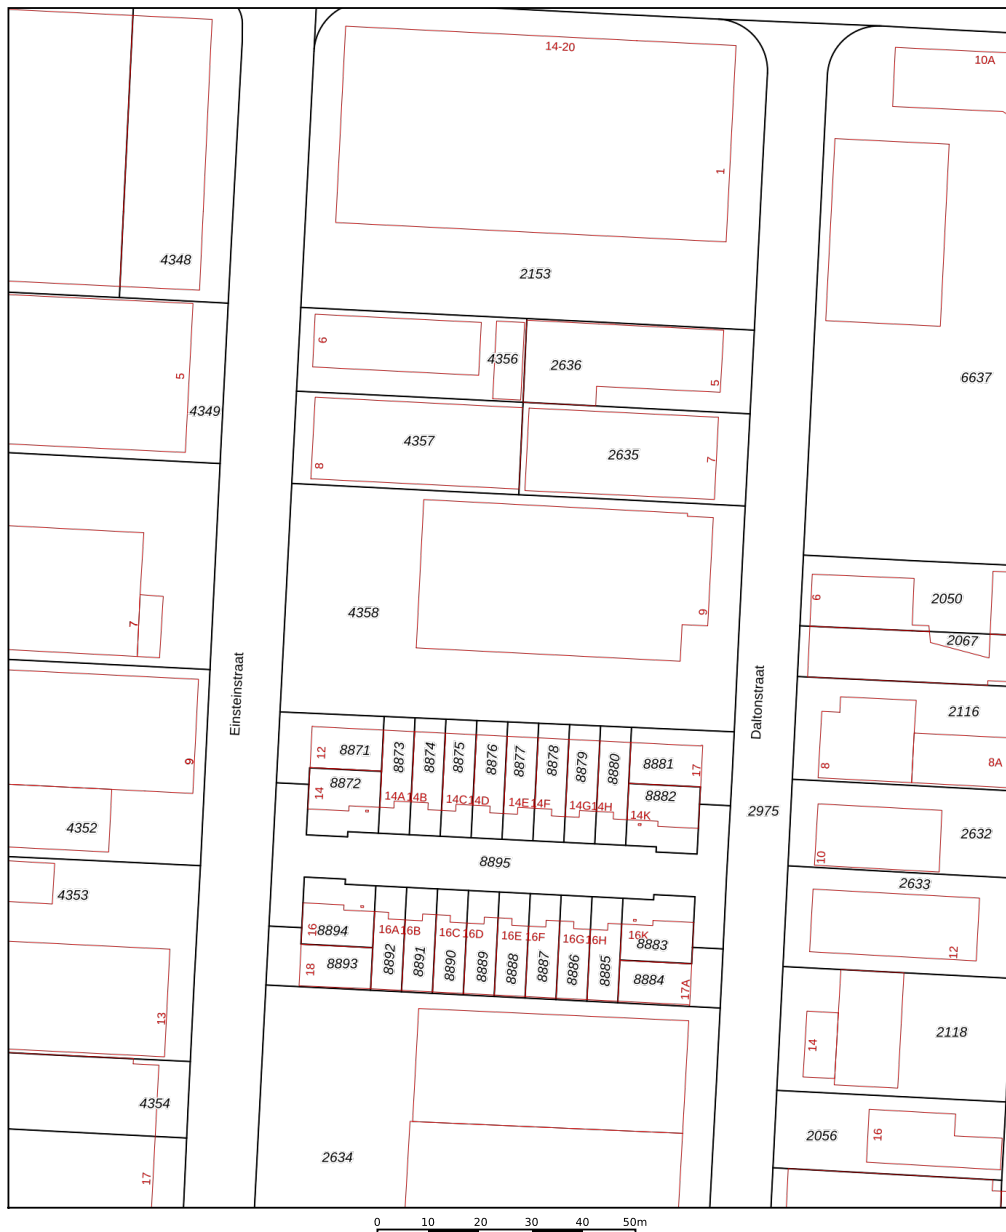 14-20
10A
1
4348
2153
6
4356
2636
5
5
6637
4349
4357
8
2635
7
6
2050
4358
9
7
2067
Einsteinstraat
Daltonstraat
2116
12
8871
8873
8874
8875
8876
8877
8878
8879
8880
8881
17
9
8
8A
8872
14
14A
14B
14C
14D
14E
14F
14G
14H
14K
8882
2975
4352
10
2632
8895
2633
4353
16
8894
16A
16B
16C
16D
16E
16F
16G
16H
16K
8883
12
18
8893
8892
8891
8890
8889
8888
8887
8886
8885
8884
17A
13
14
2118
4354
2056
16
2634
17
0 10 20 30 40 50m